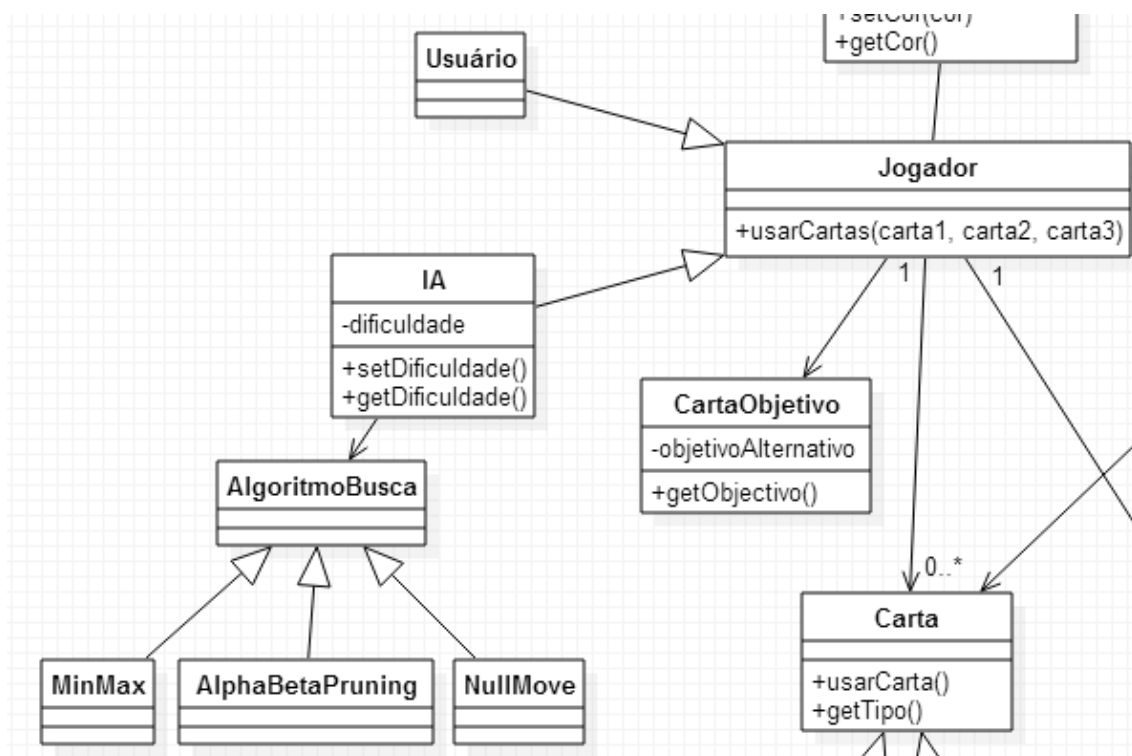 +getCor()
Usuário
Jogador
+usarCartas(carta1, carta2, carta3)
1
1
IA
-dificuldade
+setDificuldade()
+getDificuldade()
CartaObjetivo
-objetivoAlternativo
+getObjectivo()
AlgoritmoBusca
0..*
Carta
+usarCarta()
+getTipo()
MinMax
AlphaBetaPruning
NullMove